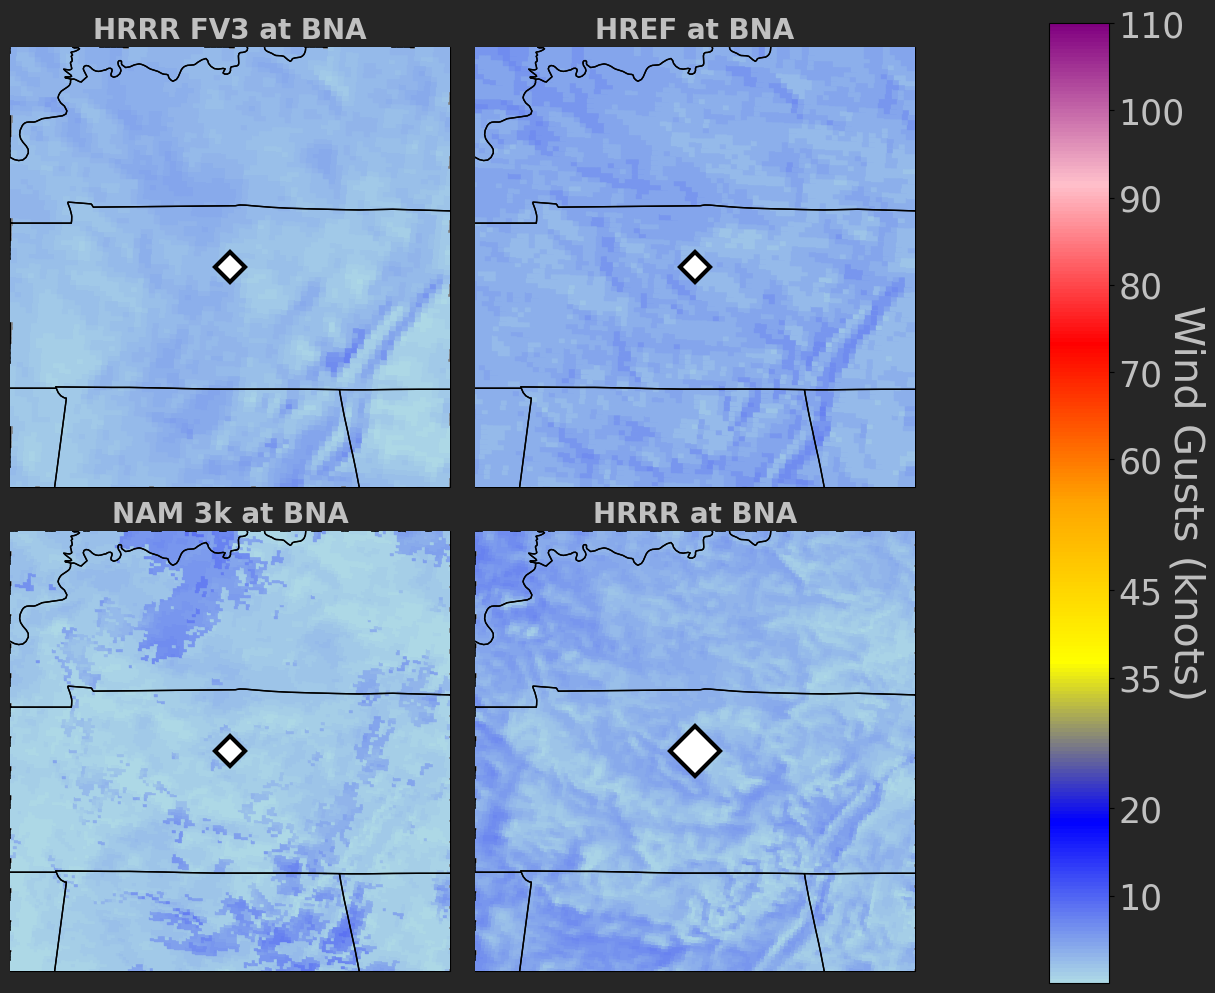 HRRR FV3 at BNA
HREF at BNA
NAM 3k at BNA
HRRR at BNA
110
100
90
80
70
60
45
35
20
10
Wind Gusts (knots)